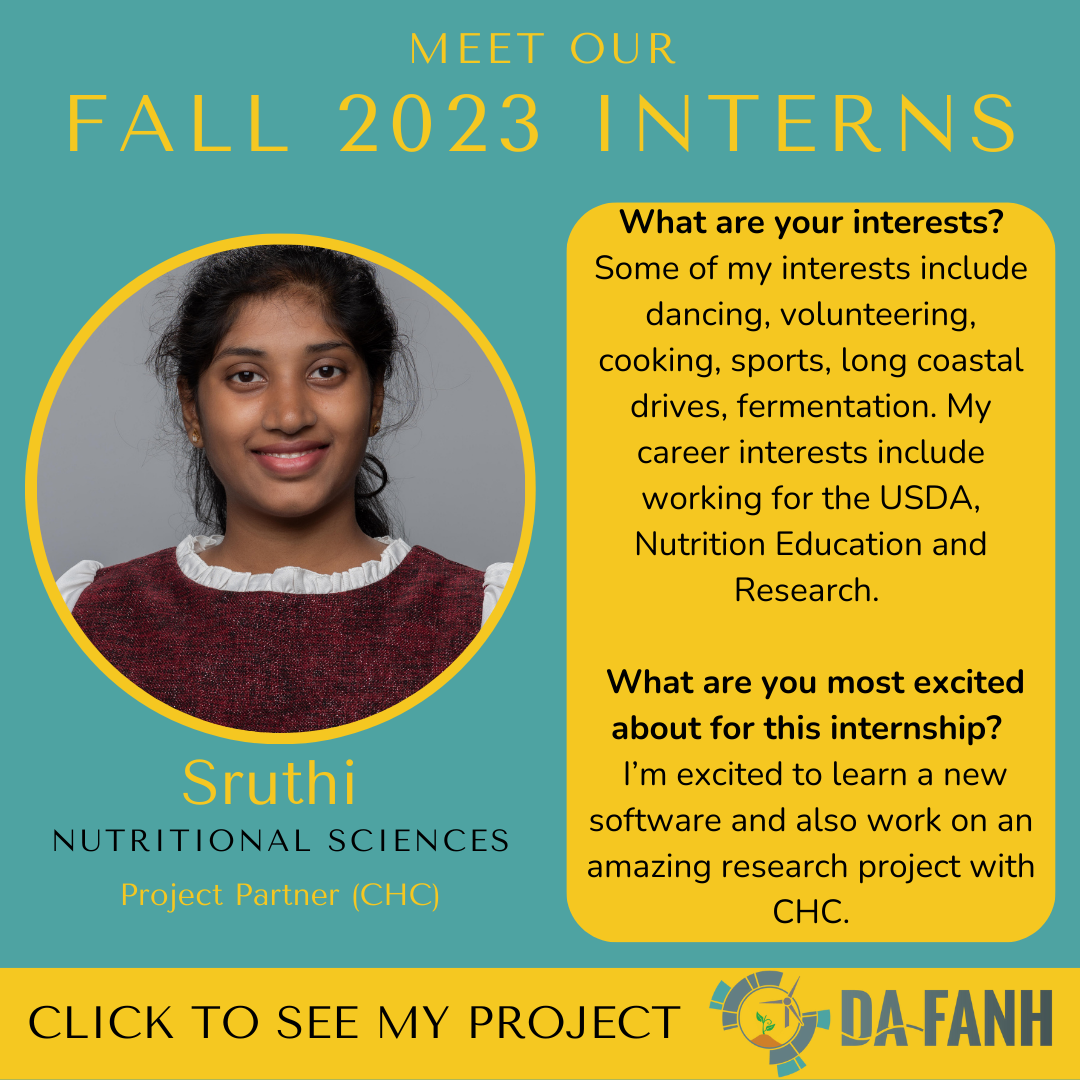 MEET OUR
FALL 2023 INTERNS
What are your interests?
Some of my interests include
dancing, volunteering,
cooking, sports, long coastal
drives, fermentation. My
career interests include
working for the USDA,
Nutrition Education and
Research.
What are you most excited
about for this internship?
I’m excited to learn a new
software and also work on an
amazing research project with
CHC.
Sruthi
NUTRITIONAL SCIENCES
Project Partner (CHC)
CLICK TO SEE MY PROJECT
DA-FANH